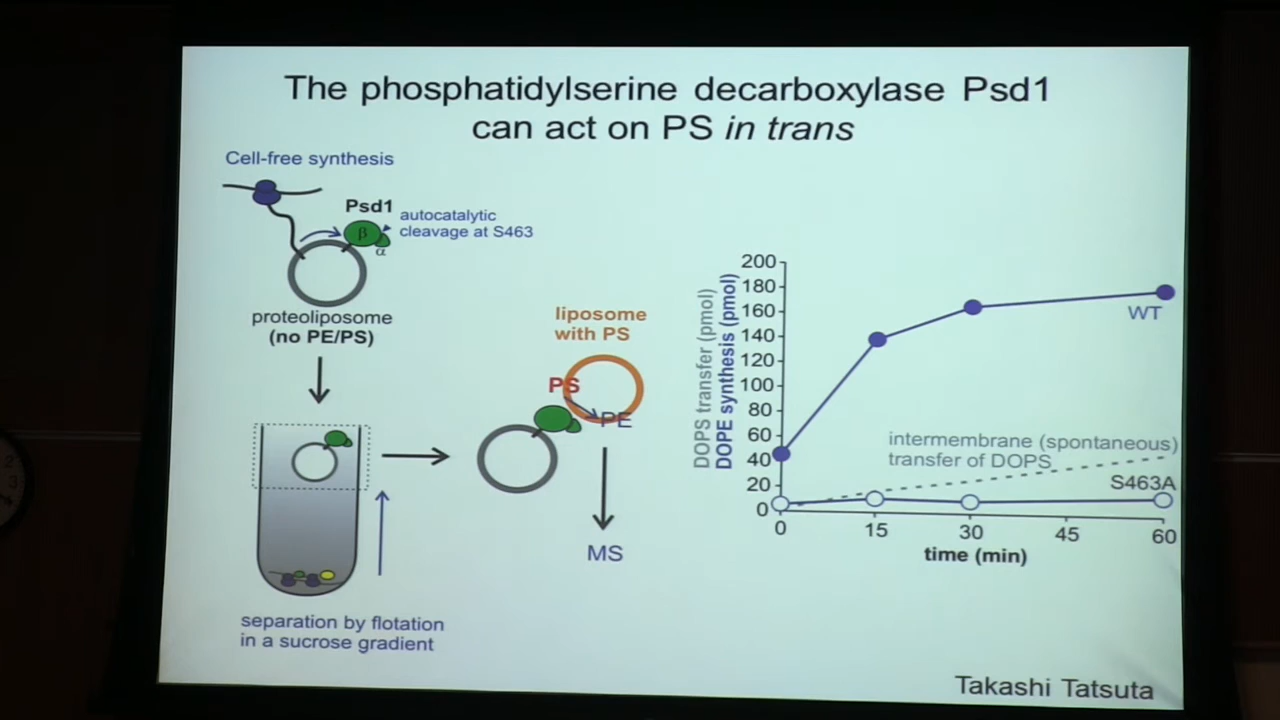 The phosphatidylserine decarboxylase Psd1
can act on PS in trans
Cell-free synthesis
Psd1
autocatalytic
cleavage at S463
β
α
proteoliposome
(no PE/PS)
separation by flotation
in a sucrose gradient
liposome
with PS
PS
PE
MS
DOPS transfer (pmol)
DOPE synthesis (pmol)
200
180
160
140
120
100
80
60
40
20
0
WT
intermembrane (spontaneous)
transfer of DOPS
S463A
0 15 30 45 60
time (min)
Takashi Tatsuta
2
3